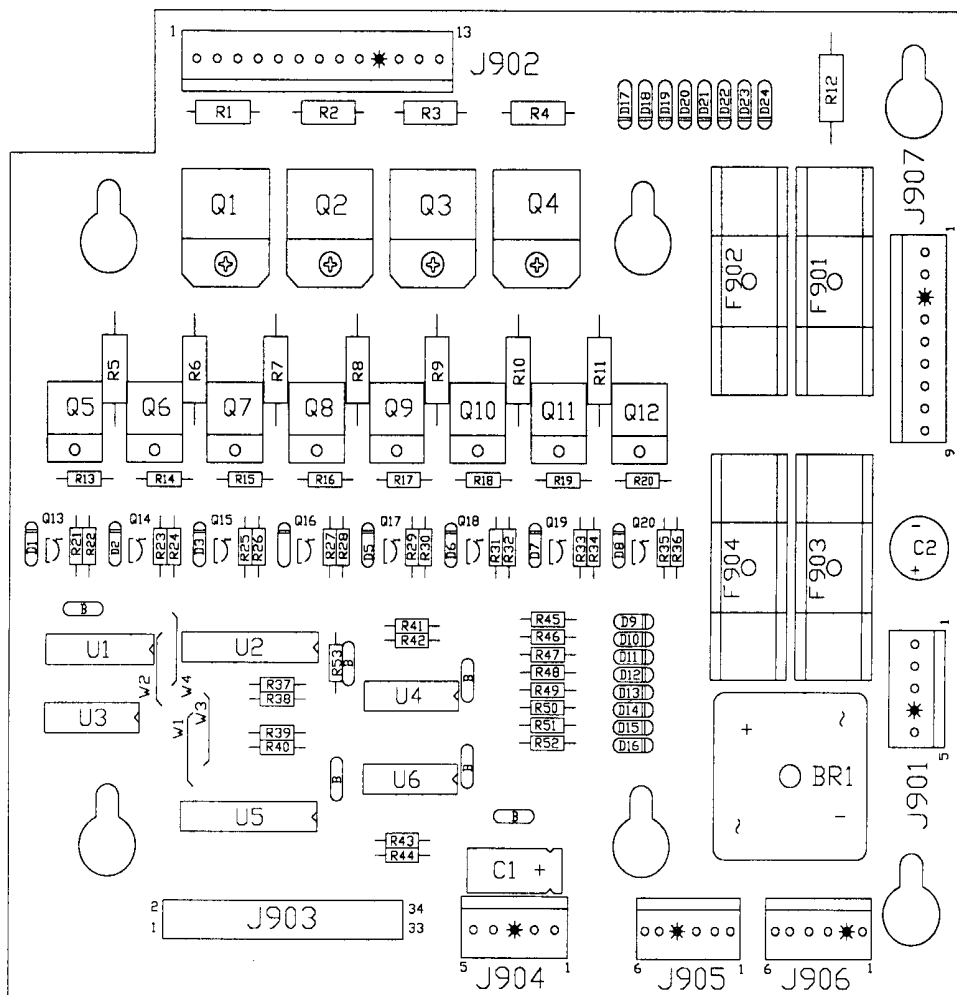 1 13
J902
R1 R2 R3 R4
D17 D18 D19 D20 D21 D22 D23 D24
R12
J907
1
9
Q1 Q2 Q3 Q4
F902 F901
R5 R6 R7 R8 R9 R10 R11
Q5 Q6 Q7 Q8 Q9 Q10 Q11 Q12
R13 R14 R15 R16 R17 R18 R19 R20
Q13 Q14 Q15 Q16 Q17 Q18 Q19 Q20
D1 R21 R22 D2 R23 R24 D3 R25 R26 R27 R28 D5 R29 R30 D6 R31 R32 D7 R33 R34 D8 R35 R36
F904 F903
-
C2
+
B
U1 U2
W2 W4
R53
B
R41
R42
R45
R46
R47
R48
R49
R50
R51
R52
D9
D10
D11
D12
D13
D14
D15
D16
1
5
J901
U3
W1 W3
R37
R38
R39
R40
U4
B
U6
B
B
U5
+ ~
BR1
~ -
B
R43
R44
C1 +
2 34
J903
1 33
5 1
J904
6 1
J905
6 1
J906